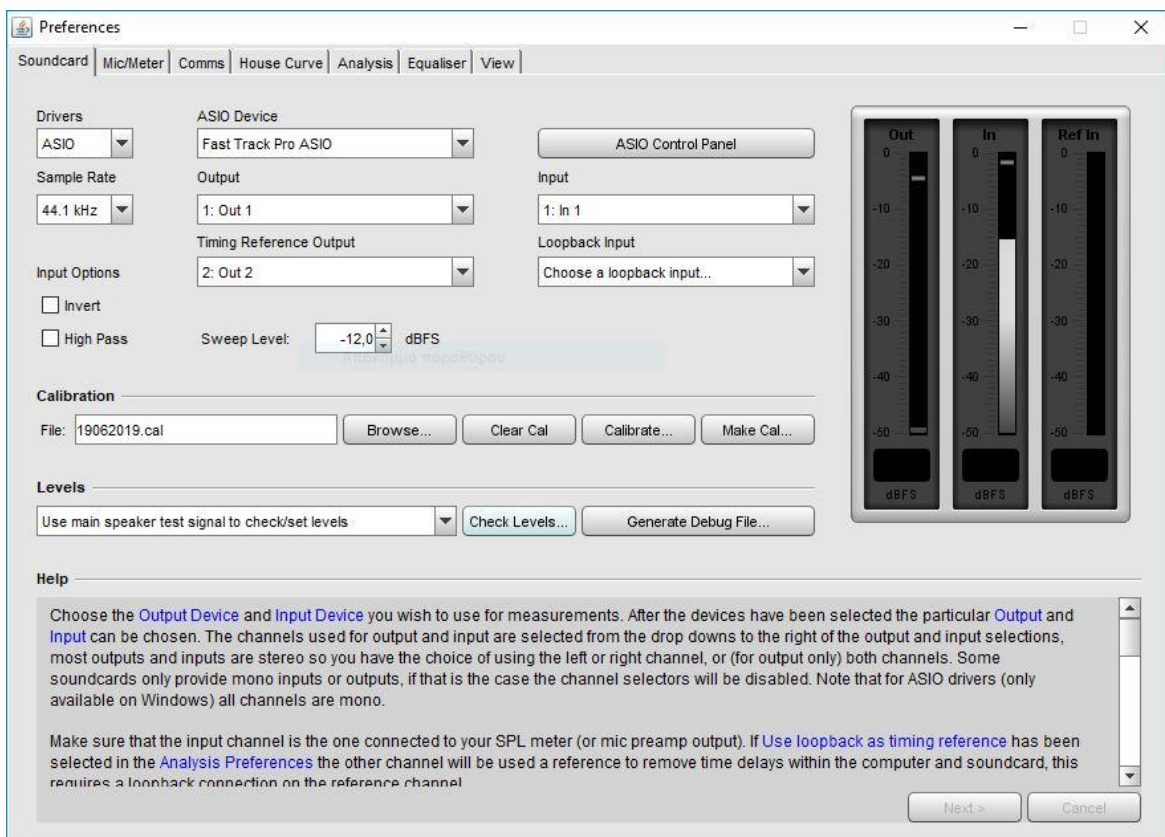 Preferences
Soundcard Mic/Meter Comms House Curve Analysis Equaliser View
Drivers ASIO Device
ASIO Fast Track Pro ASIO ASIO Control Panel
Sample Rate Output Input
44.1 kHz 1: Out 1 1: In 1
Timing Reference Output Loopback Input
Input Options 2: Out 2 Choose a loopback input...
Invert
High Pass Sweep Level: -12,0 dBFS
Calibration
File: 19062019.cal Browse... Clear Cal Calibrate... Make Cal...
Levels
Use main speaker test signal to check/set levels Check Levels... Generate Debug File...
Out In Ref In
0 0 0
-10 -10 -10
-20 -20 -20
-30 -30 -30
-40 -40 -40
-50 -50 -50
dBFS dBFS dBFS
Help
Choose the Output Device and Input Device you wish to use for measurements. After the devices have been selected the particular Output and
Input can be chosen. The channels used for output and input are selected from the drop downs to the right of the output and input selections,
most outputs and inputs are stereo so you have the choice of using the left or right channel, or (for output only) both channels. Some
soundcards only provide mono inputs or outputs, if that is the case the channel selectors will be disabled. Note that for ASIO drivers (only
available on Windows) all channels are mono.
Make sure that the input channel is the one connected to your SPL meter (or mic preamp output). If Use loopback as timing reference has been
selected in the Analysis Preferences the other channel will be used a reference to remove time delays within the computer and soundcard, this
requires a loopback connection on the reference channel
Next > Cancel